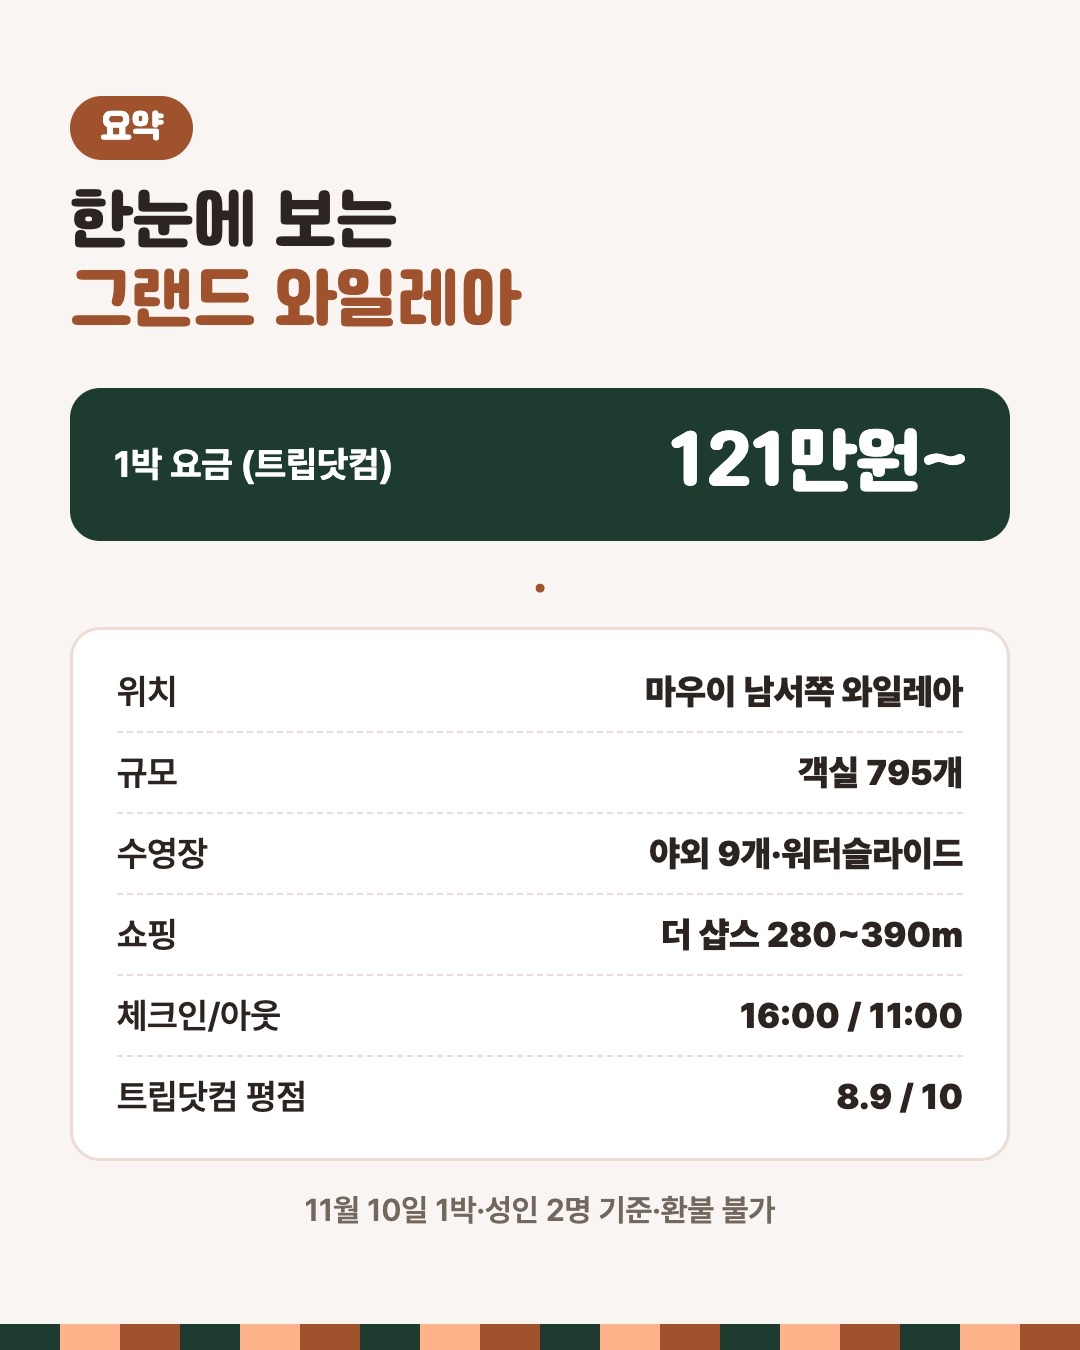 요약
한눈에 보는
그랜드 와일레아
1박 요금 (트립닷컴) 121만원~
위치 마우이 남서쪽 와일레아
규모 객실 795개
수영장 야외 9개·워터슬라이드
쇼핑 더 샵스 280~390m
체크인/아웃 16:00 / 11:00
트립닷컴 평점 8.9 / 10
11월 10일 1박·성인 2명 기준·환불 불가